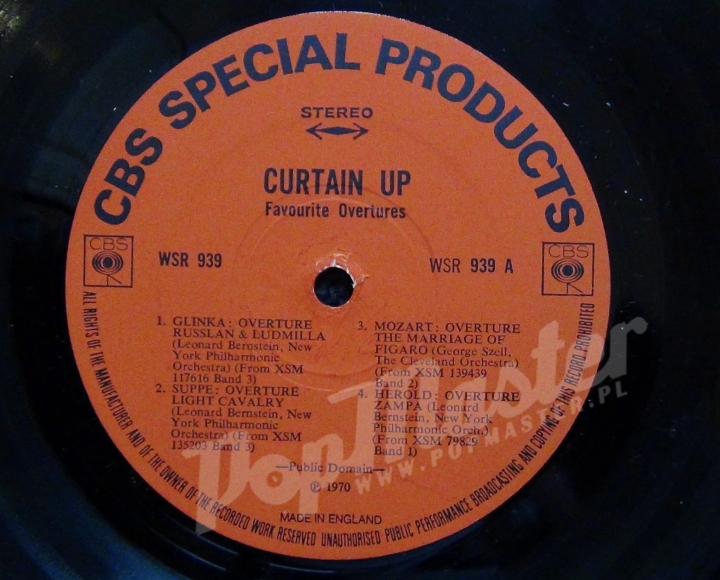 CBS SPECIAL PRODUCTS
STEREO
CURTAIN UP
Favourite Overtures
CBS
CBS
WSR 939
WSR 939 A
1. GLINKA: OVERTURE
RUSSLAN & LUDMILLA
(Leonard Bernstein, New
York Philharmonic
Orchestra) (From XSM
117616 Band 3)
2. SUPPE: OVERTURE
LIGHT CAVALRY
(Leonard Bernstein, New
York Philharmonic
Orchestra) (From XSM
135203 Band 3)
3. MOZART: OVERTURE
THE MARRIAGE OF
FIGARO (George Szell,
The Cleveland Orchestra)
(From XSM 139439
Band 2)
4. HEROLD: OVERTURE
ZAMPA (Leonard
Bernstein, New York
Philharmonic Orch.)
(From XSM 79829
Band 1)
—Public Domain—
℗ 1970
MADE IN ENGLAND
ALL RIGHTS OF THE MANUFACTURER AND OF THE OWNER OF THE RECORDED WORK RESERVED UNAUTHORISED PUBLIC PERFORMANCE BROADCASTING AND COPYING OF THIS RECORD PROHIBITED
PopMaster
WWW.POPMASTER.PL